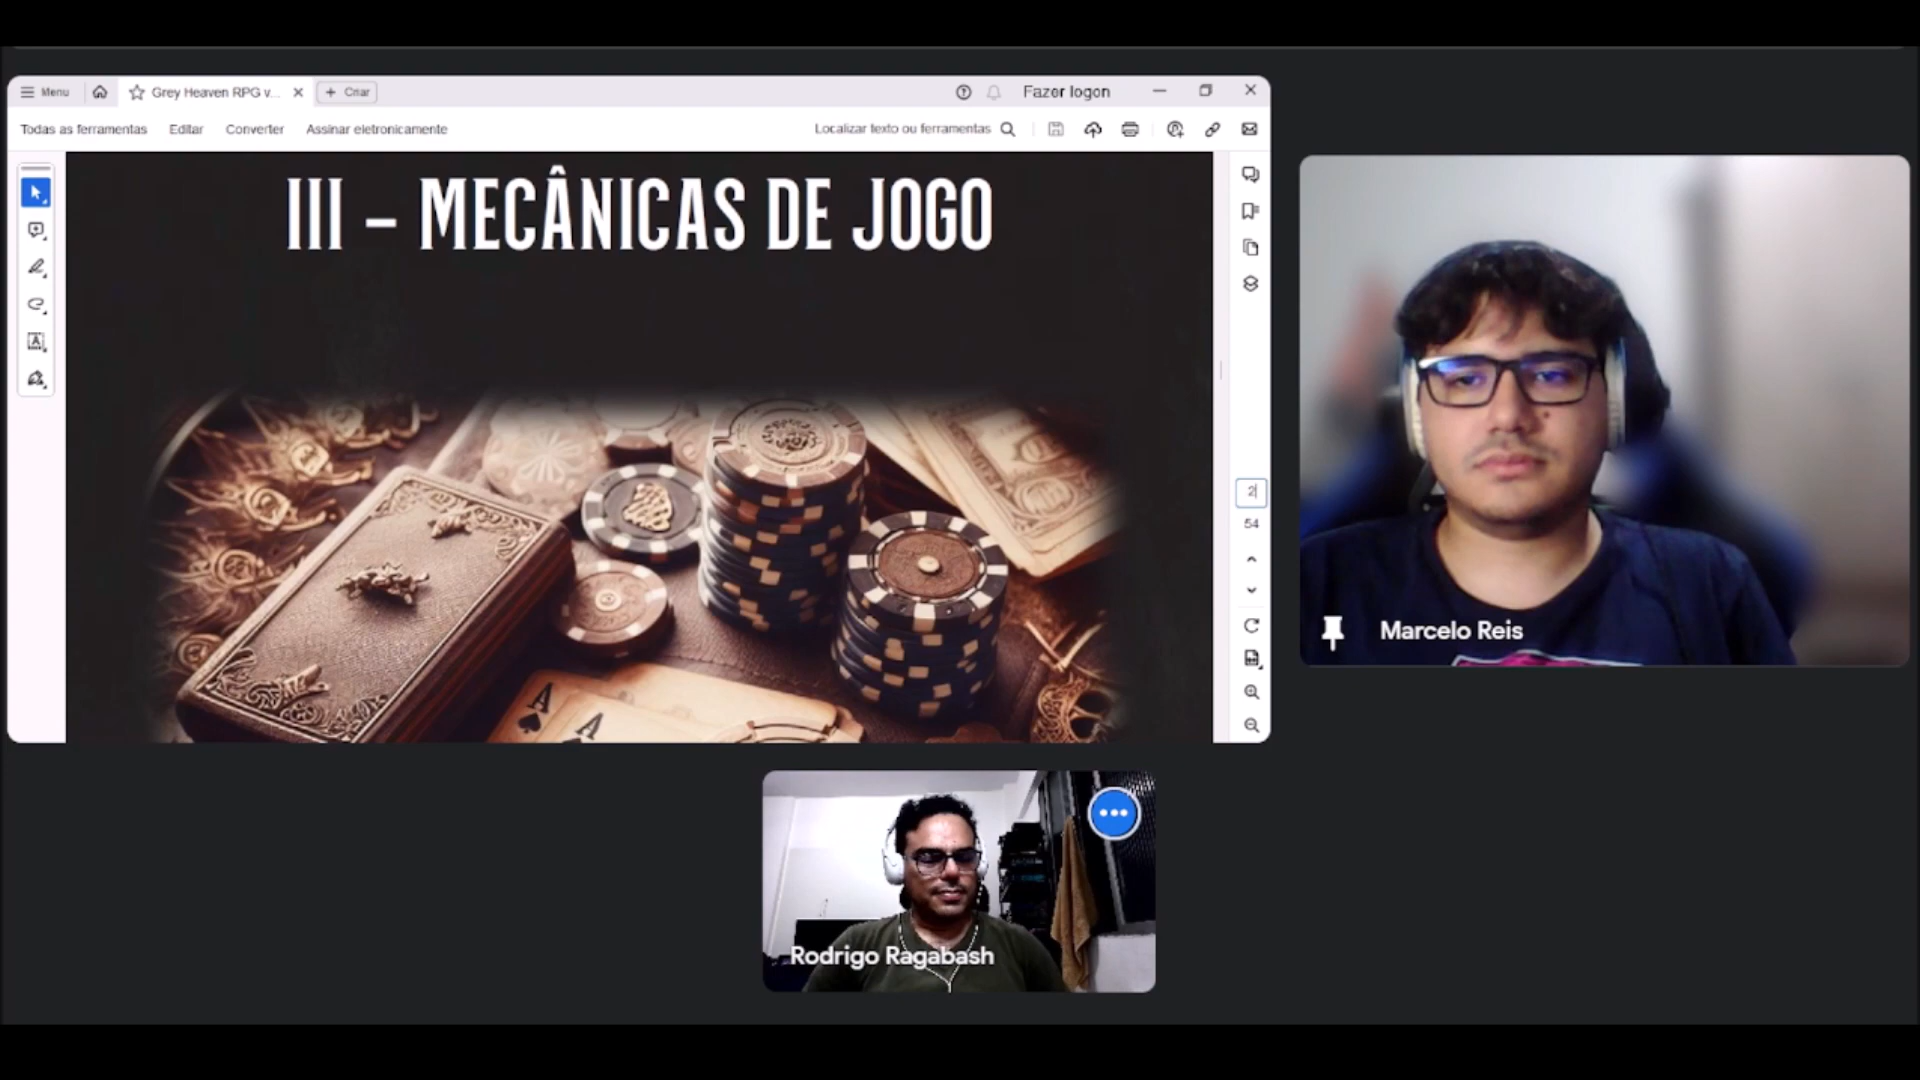 Menu
Grey Heaven RPG v...
Criar
Fazer logon
Todas as ferramentas
Editar
Converter
Assinar eletronicamente
Localizar texto ou ferramentas
III – MECÂNICAS DE JOGO
2
54
A
A
Marcelo Reis
Rodrigo Ragabash